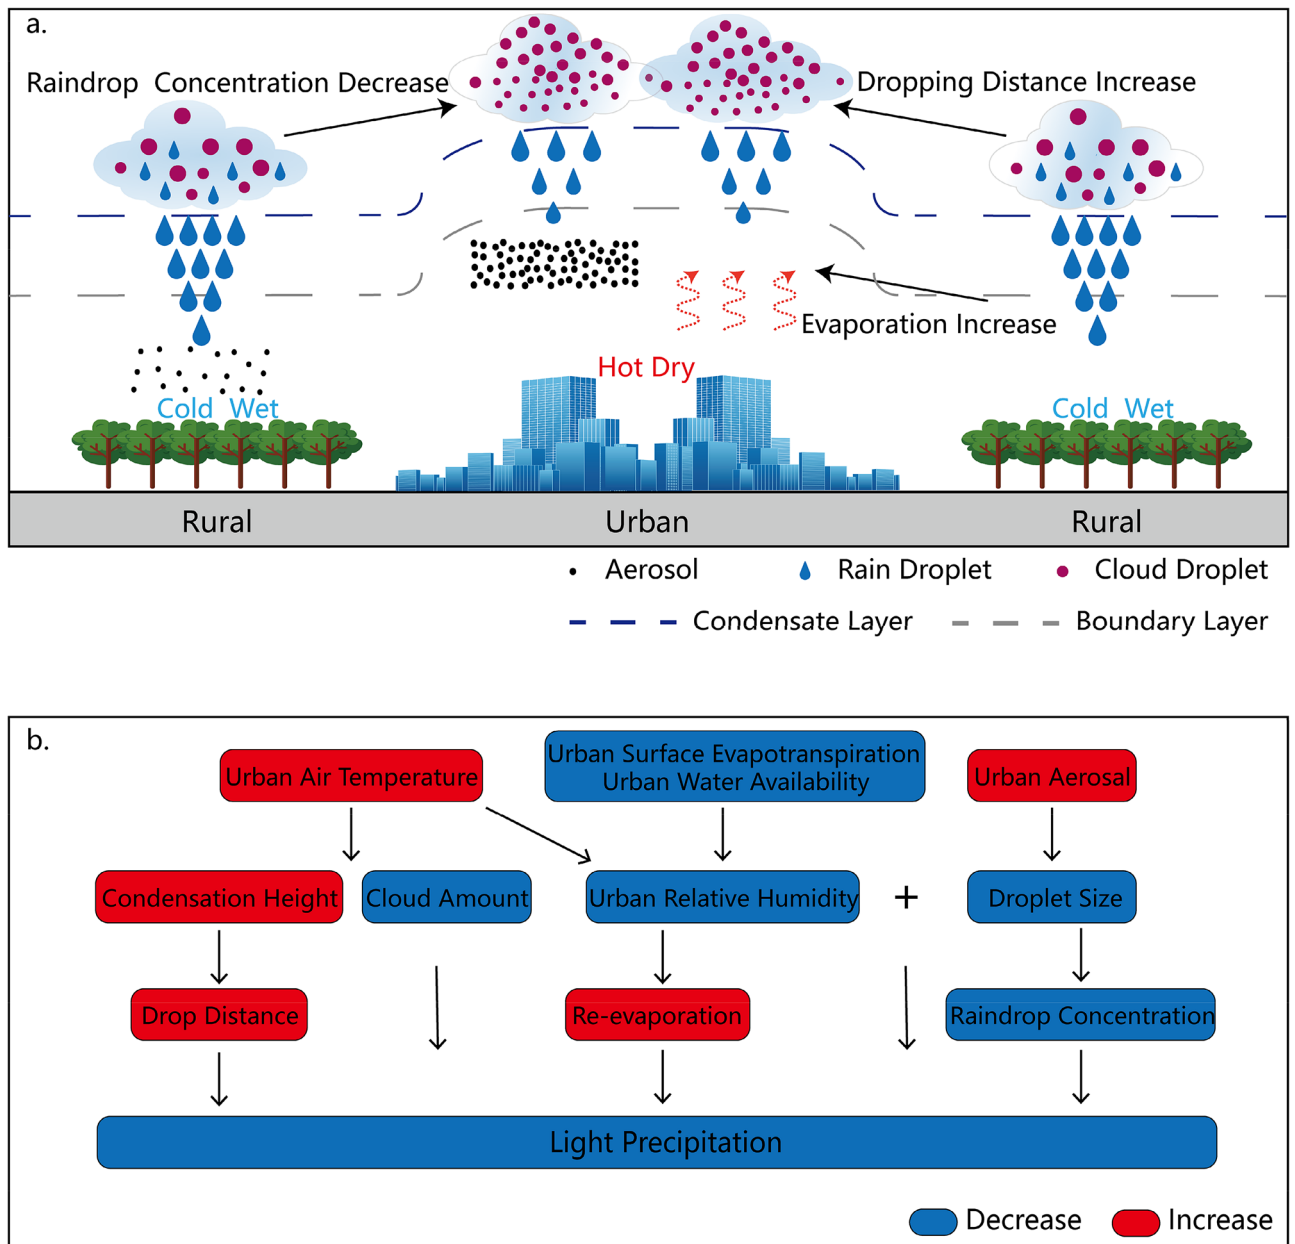 a.
Raindrop Concentration Decrease
Dropping Distance Increase
Evaporation Increase
Hot Dry
Cold Wet
Cold Wet
Rural
Urban
Rural
Aerosol
Rain Droplet
Cloud Droplet
Condensate Layer
Boundary Layer
b.
Urban Air Temperature
Urban Surface Evapotranspiration
Urban Water Availability
Urban Aerosal
Condensation Height
Cloud Amount
Urban Relative Humidity
+
Droplet Size
Drop Distance
Re-evaporation
Raindrop Concentration
Light Precipitation
Decrease
Increase